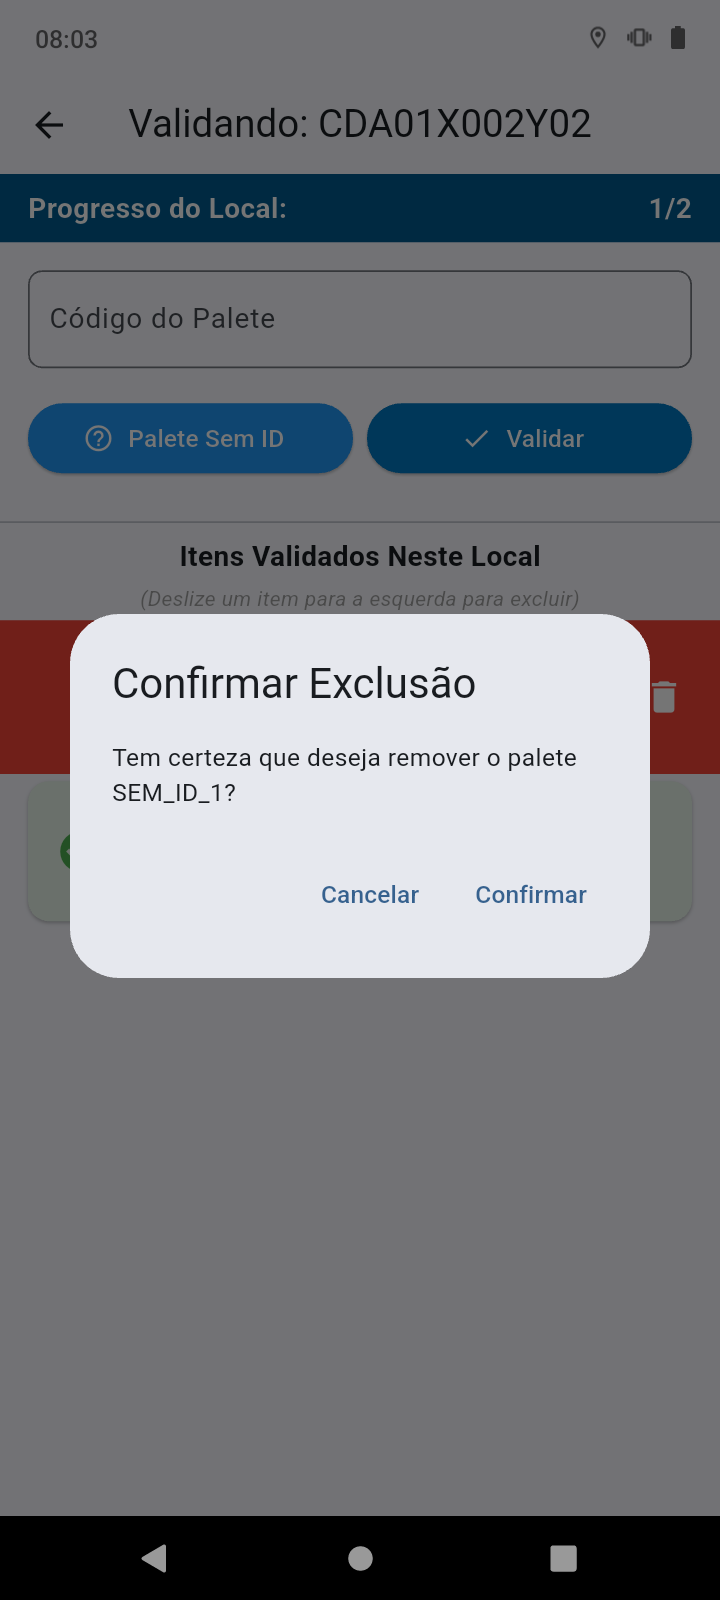 08:03
Validando: CDA01X002Y02
Progresso do Local: 1/2
Código do Palete
Palete Sem ID
Validar
Itens Validados Neste Local
(Deslize um item para a esquerda para excluir)
Confirmar Exclusão
Tem certeza que deseja remover o palete
SEM_ID_1?
Cancelar
Confirmar